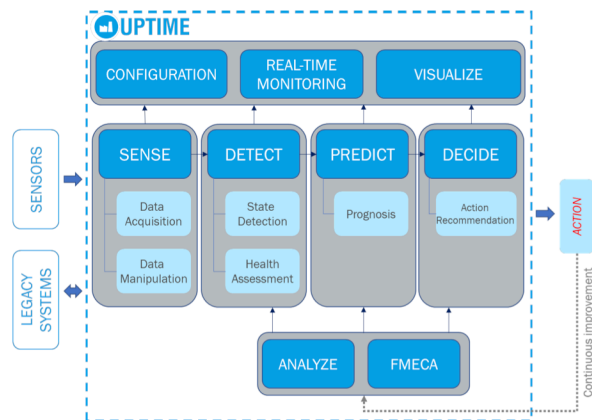 UPTIME
CONFIGURATION
REAL-TIME
MONITORING
VISUALIZE
SENSORS
LEGACY
SYSTEMS
SENSE
Data
Acquisition
Data
Manipulation
DETECT
State
Detection
Health
Assessment
PREDICT
Prognosis
DECIDE
Action
Recommendation
ACTION
Continuous improvement
ANALYZE
FMECA